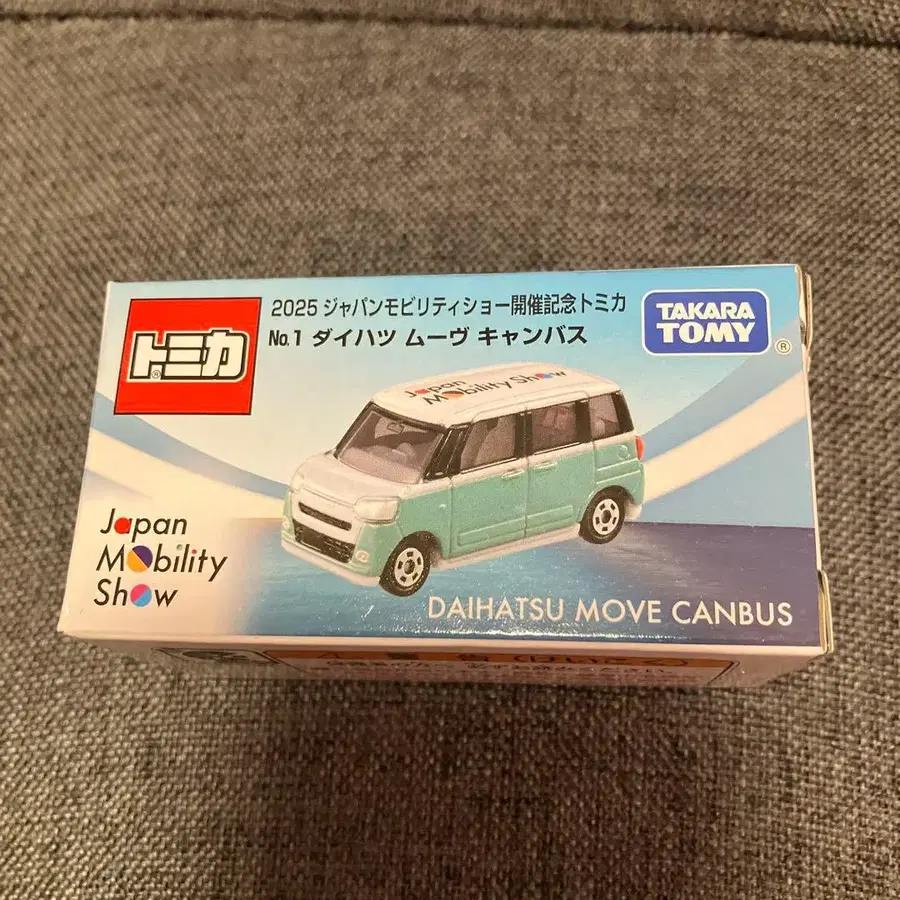 トミカ
®
2025 ジャパンモビリティショー開催記念トミカ
No.1 ダイハツ ムーヴ キャンバス
TAKARA
TOMY
®
Japan
Mobility Show
Japan
Mobility
Show
DAIHATSU MOVE CANBUS